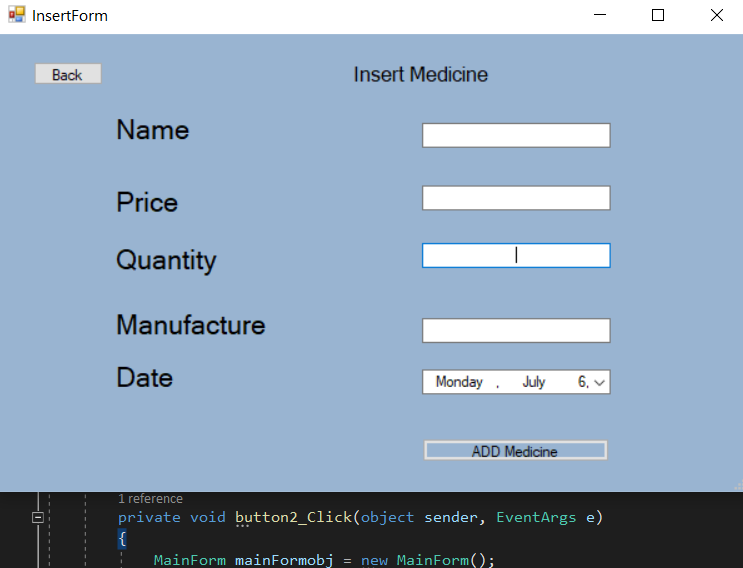 InsertForm
Back
Insert Medicine
Name
Price
Quantity
Manufacture
Date
Monday , July 6,
ADD Medicine
1 reference
private void button2_Click(object sender, EventArgs e)
{
MainForm mainFormobj = new MainForm();